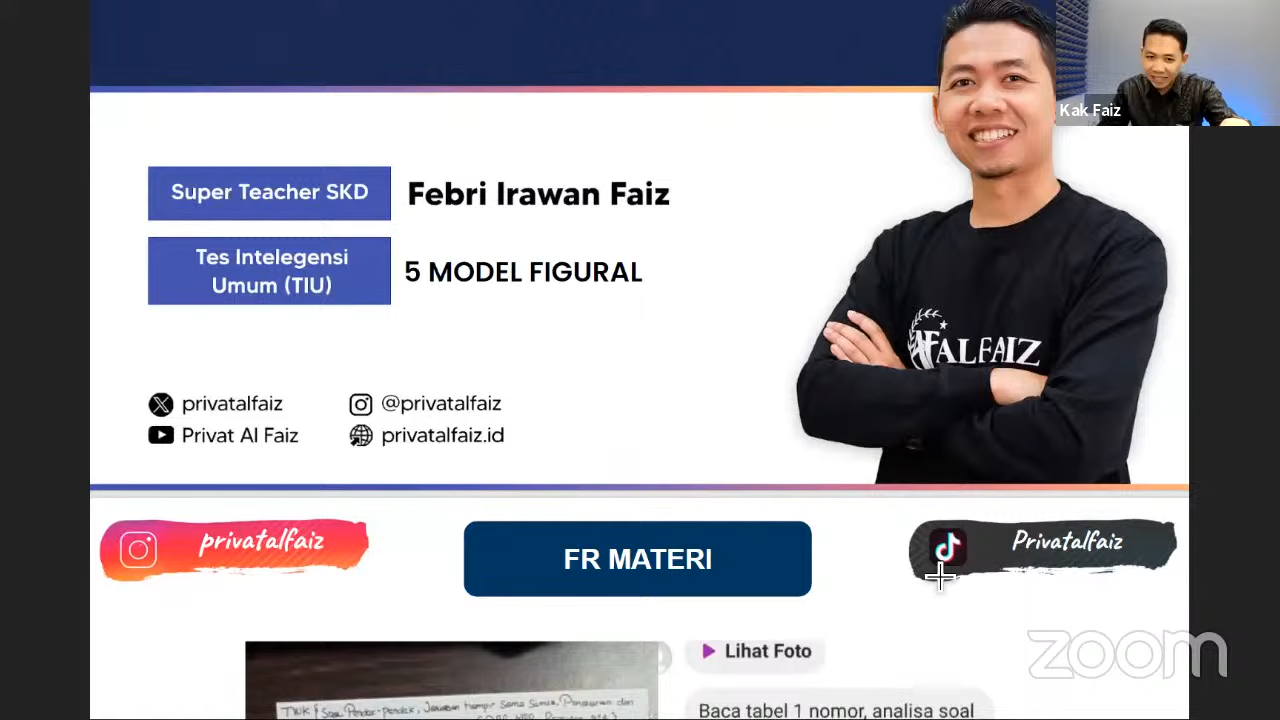 Kak Faiz
Super Teacher SKD
Febri Irawan Faiz
Tes Intelegensi
Umum (TIU)
5 MODEL FIGURAL
ALFAIZ
privatalfaiz
@privatalfaiz
Privat Al Faiz
privatalfaiz.id
privatalfaiz
FR MATERI
Privatalfaiz
Lihat Foto
zoom
TWK
Baca tabel 1 nomor, analisa soal